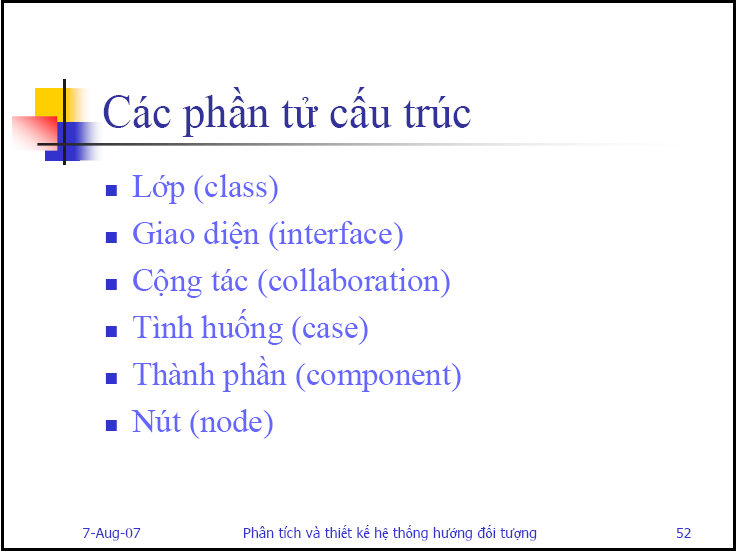 Các phần tử cấu trúc
Lớp (class)
Giao diện (interface)
Cộng tác (collaboration)
Tình huống (case)
Thành phần (component)
Nút (node)
7-Aug-07 Phân tích và thiết kế hệ thống hướng đối tượng 52